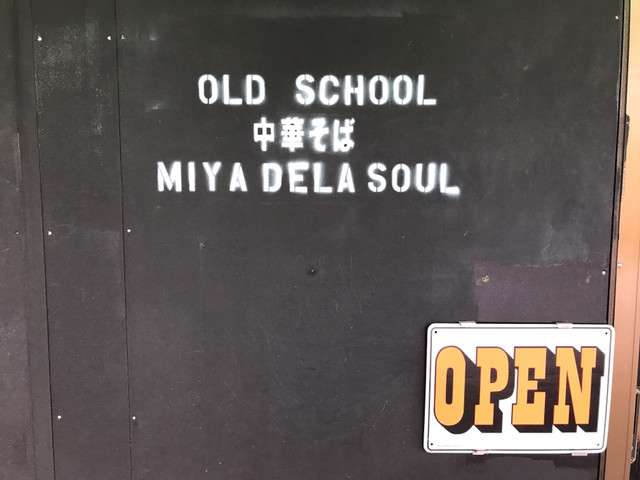 OLD SCHOOL
中華そば
MIYA DELA SOUL
OPEN